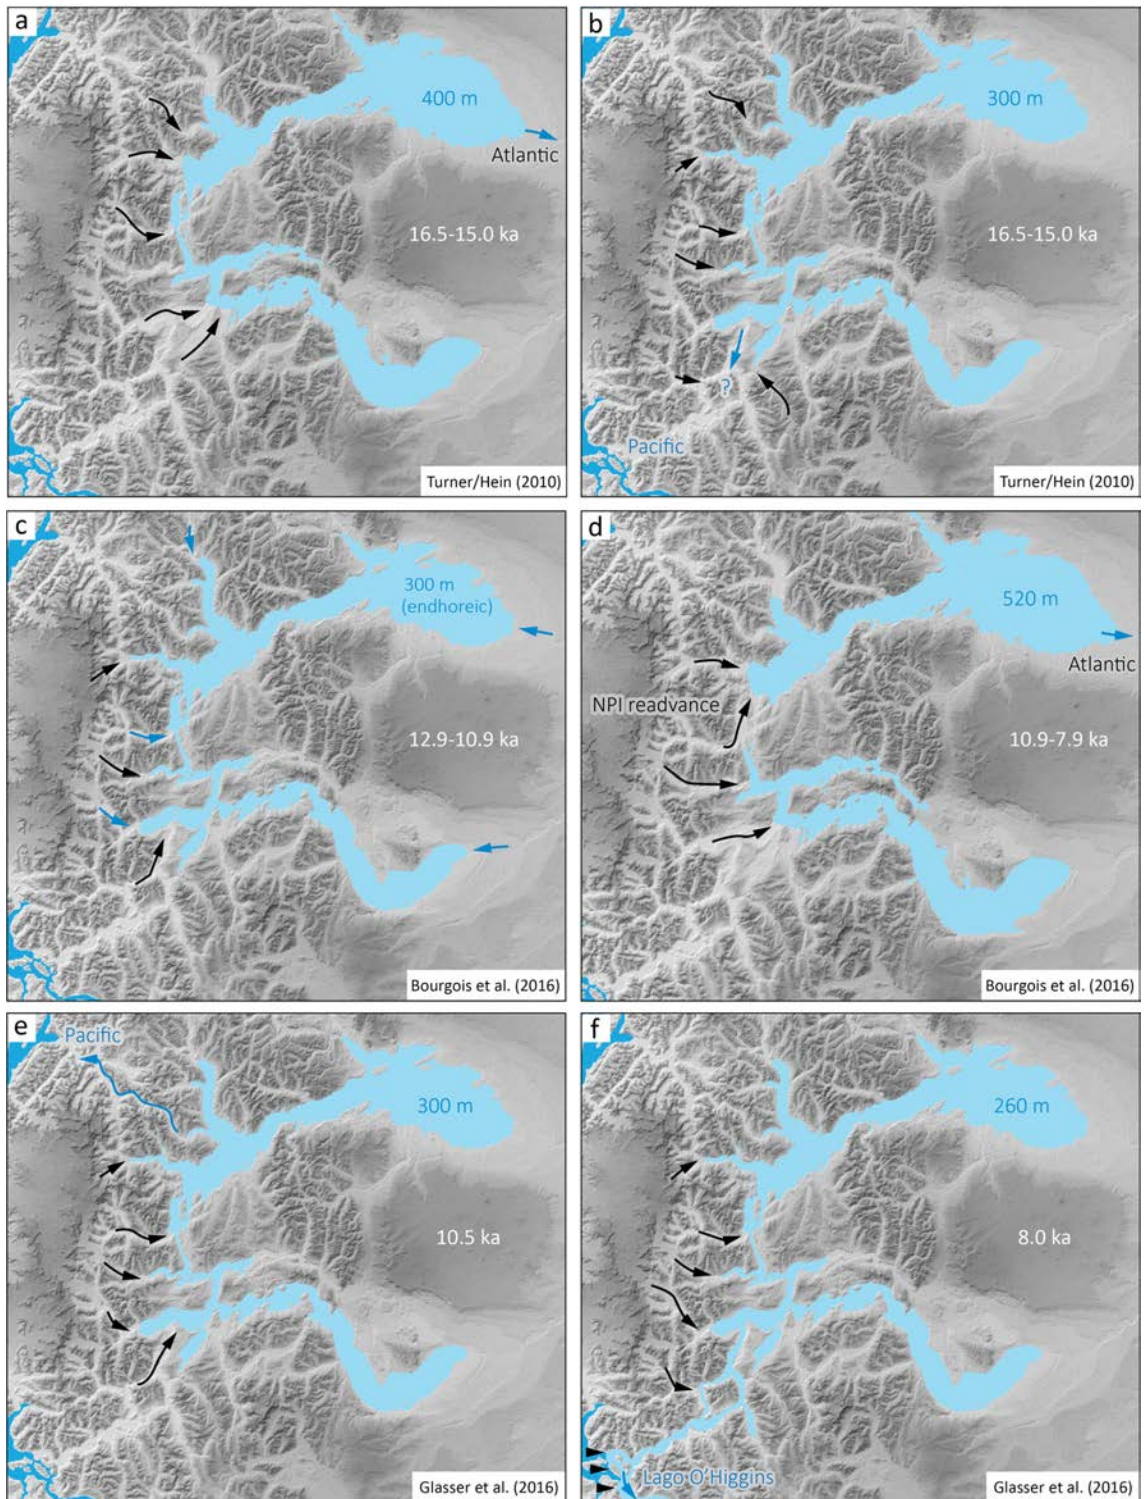 a
400 m
Atlantic
16.5-15.0 ka
Turner/Hein (2010)
b
300 m
16.5-15.0 ka
?
Pacific
Turner/Hein (2010)
c
300 m
(endhoreic)
12.9-10.9 ka
Bourgois et al. (2016)
d
520 m
Atlantic
NPI readvance
10.9-7.9 ka
Bourgois et al. (2016)
e
Pacific
300 m
10.5 ka
Glasser et al. (2016)
f
260 m
8.0 ka
Lago O'Higgins
Glasser et al. (2016)